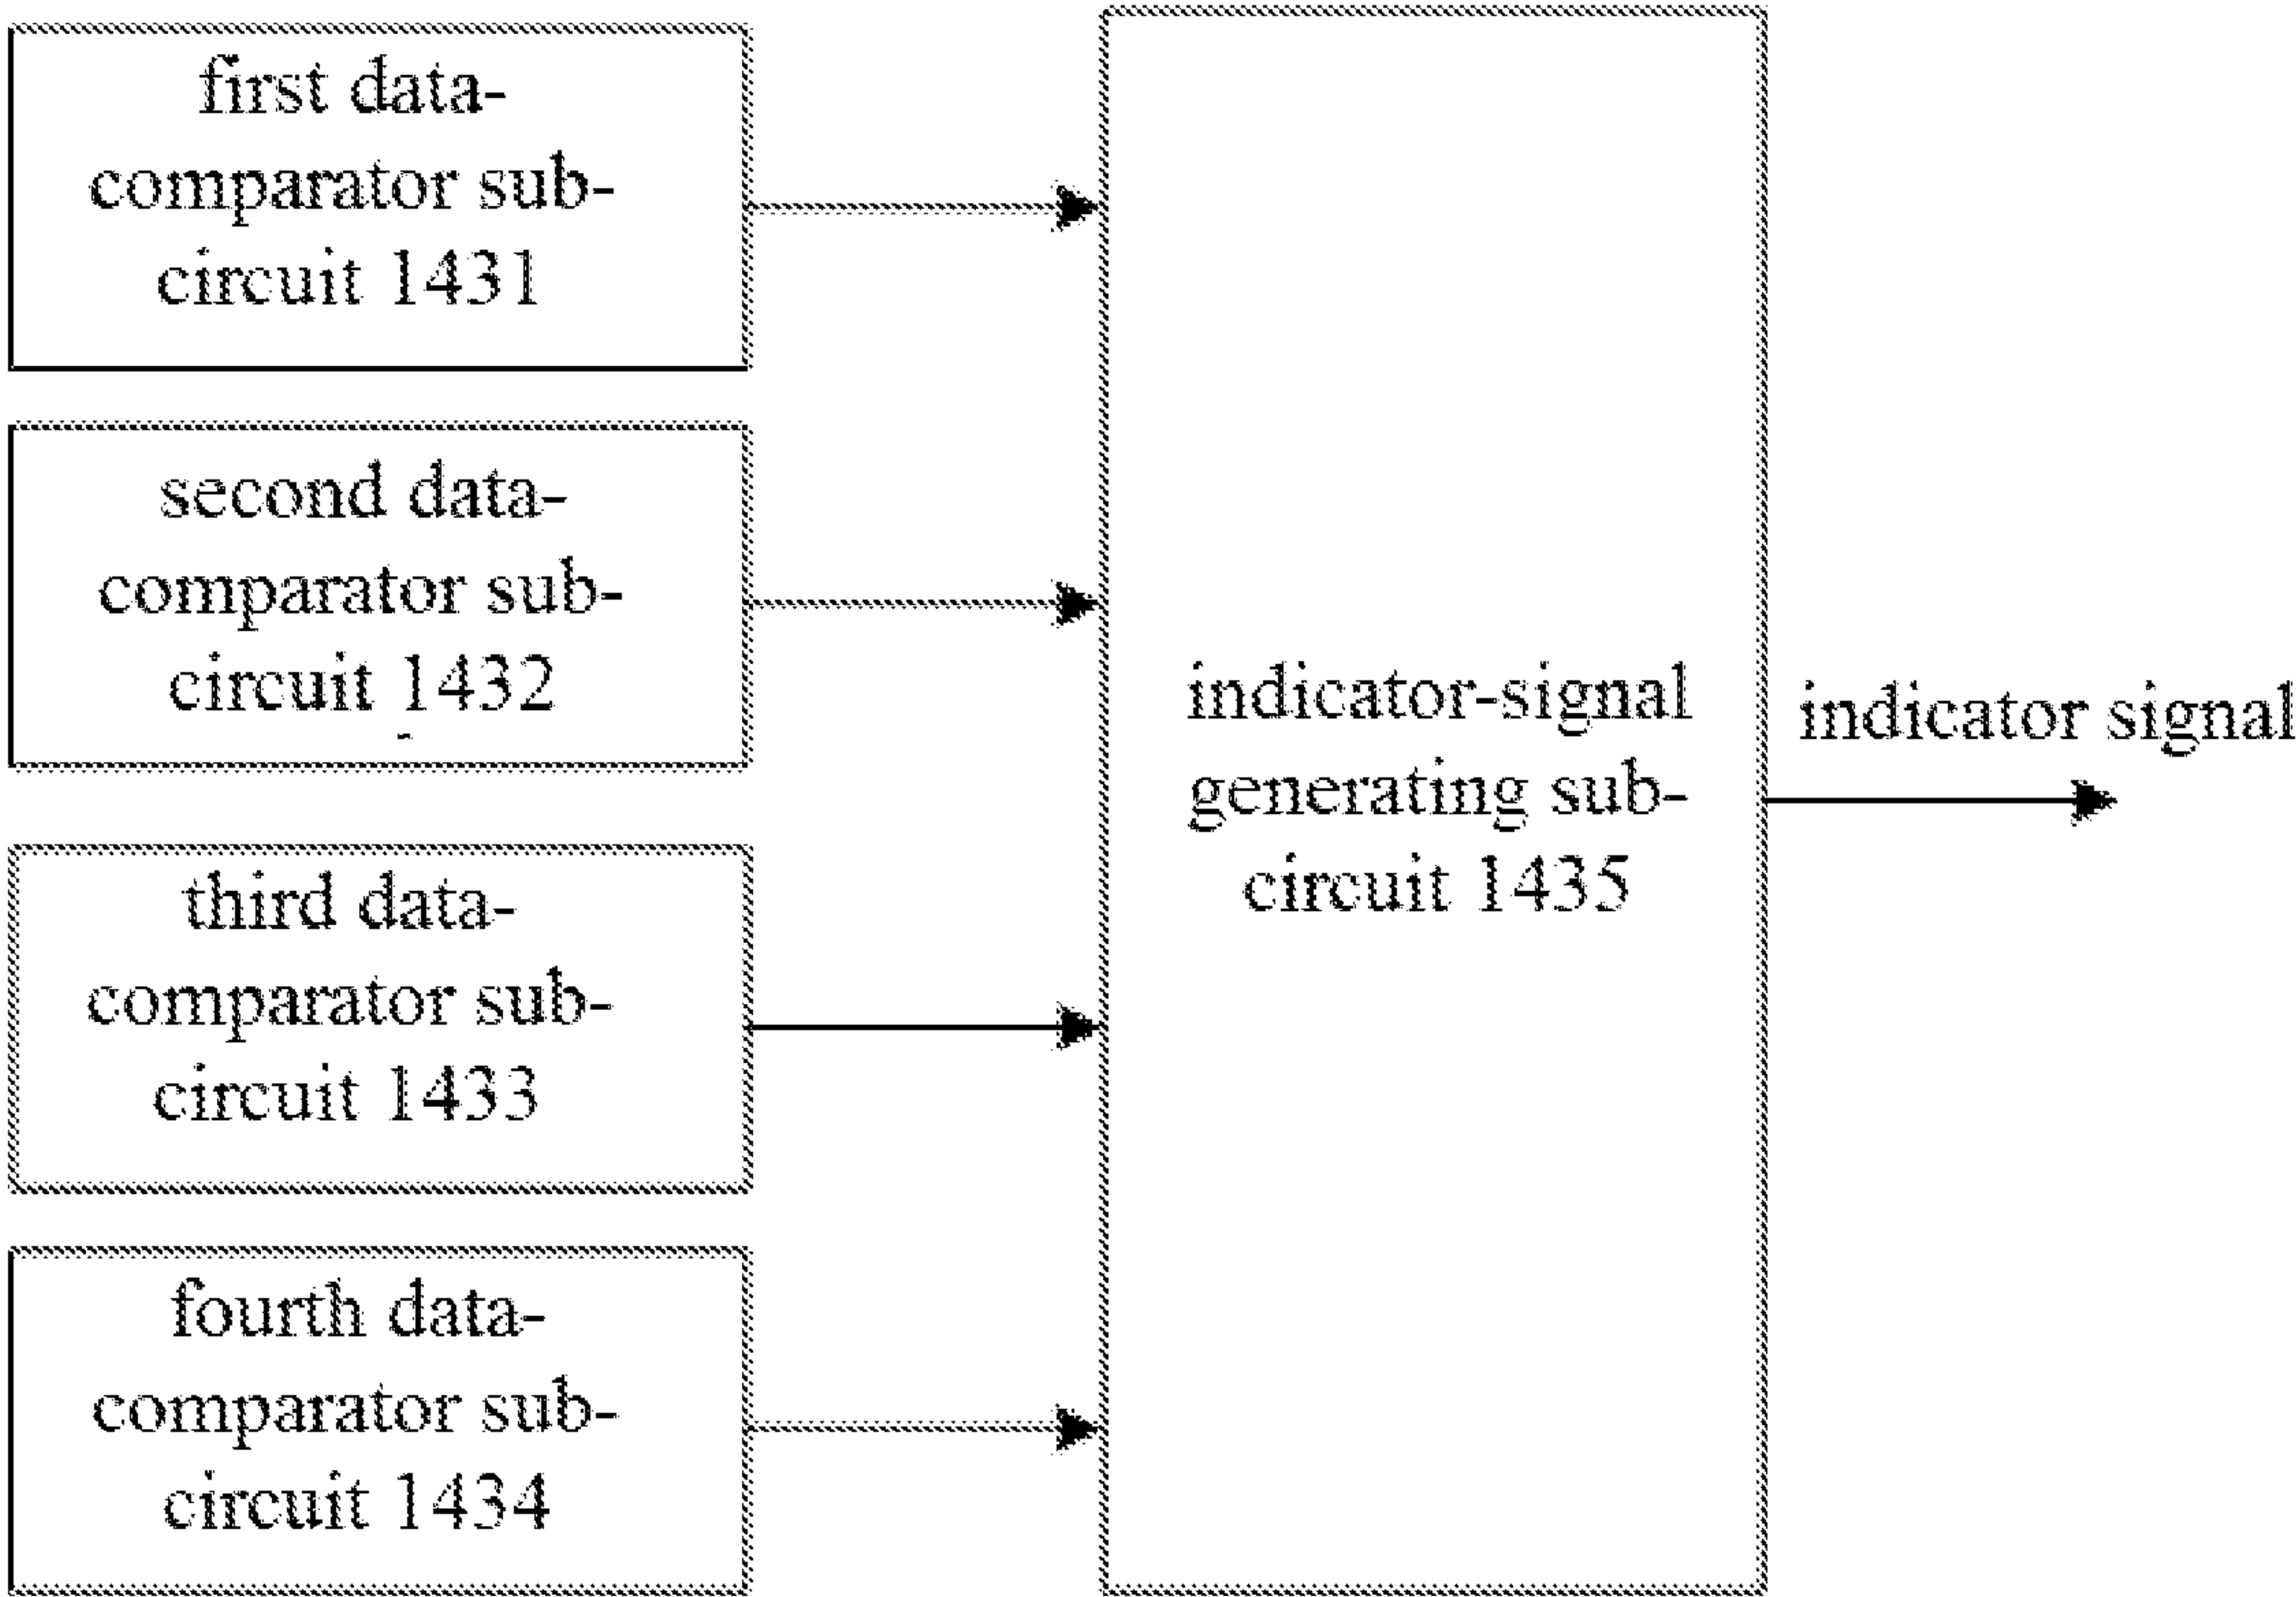 first data-
comparator sub-
circuit 1431
second data-
comparator sub-
circuit 1432
third data-
comparator sub-
circuit 1433
fourth data-
comparator sub-
circuit 1434
indicator-signal
generating sub-
circuit 1435
indicator signal